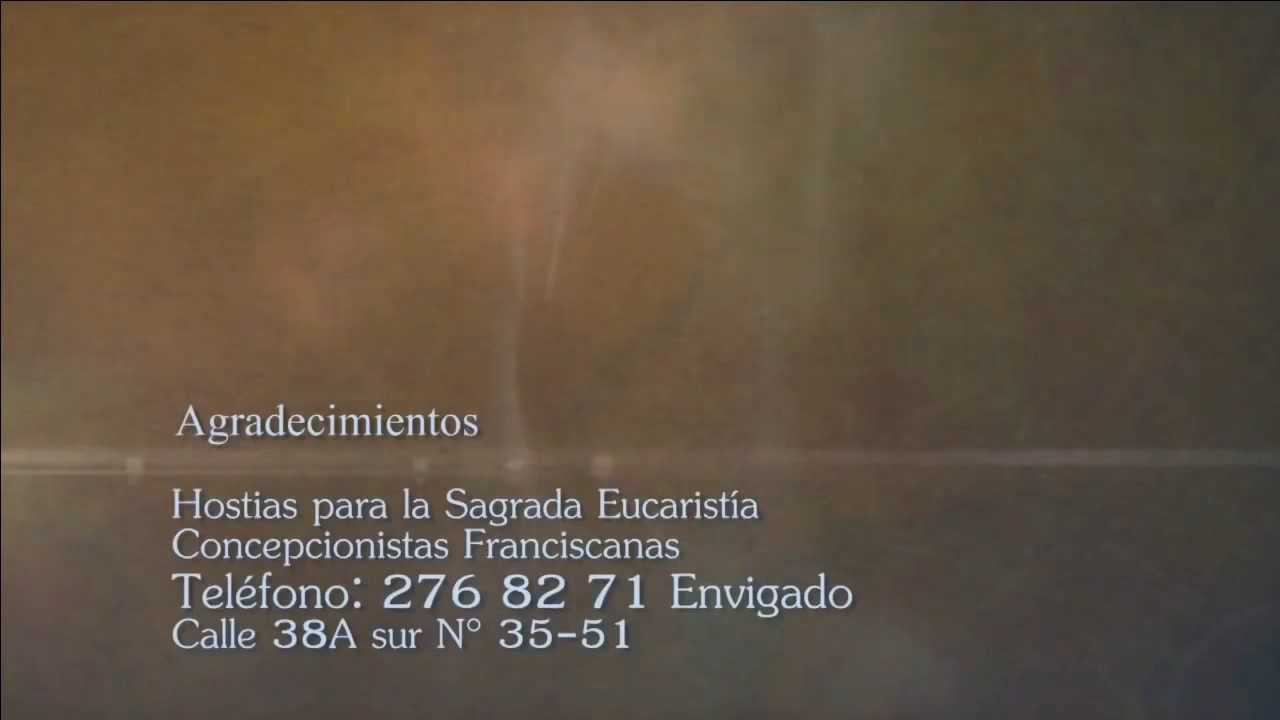 Agradecimientos
Hostias para la Sagrada Eucaristía
Concepcionistas Franciscanas
Teléfono: 276 82 71 Envigado
Calle 38A sur N° 35-51